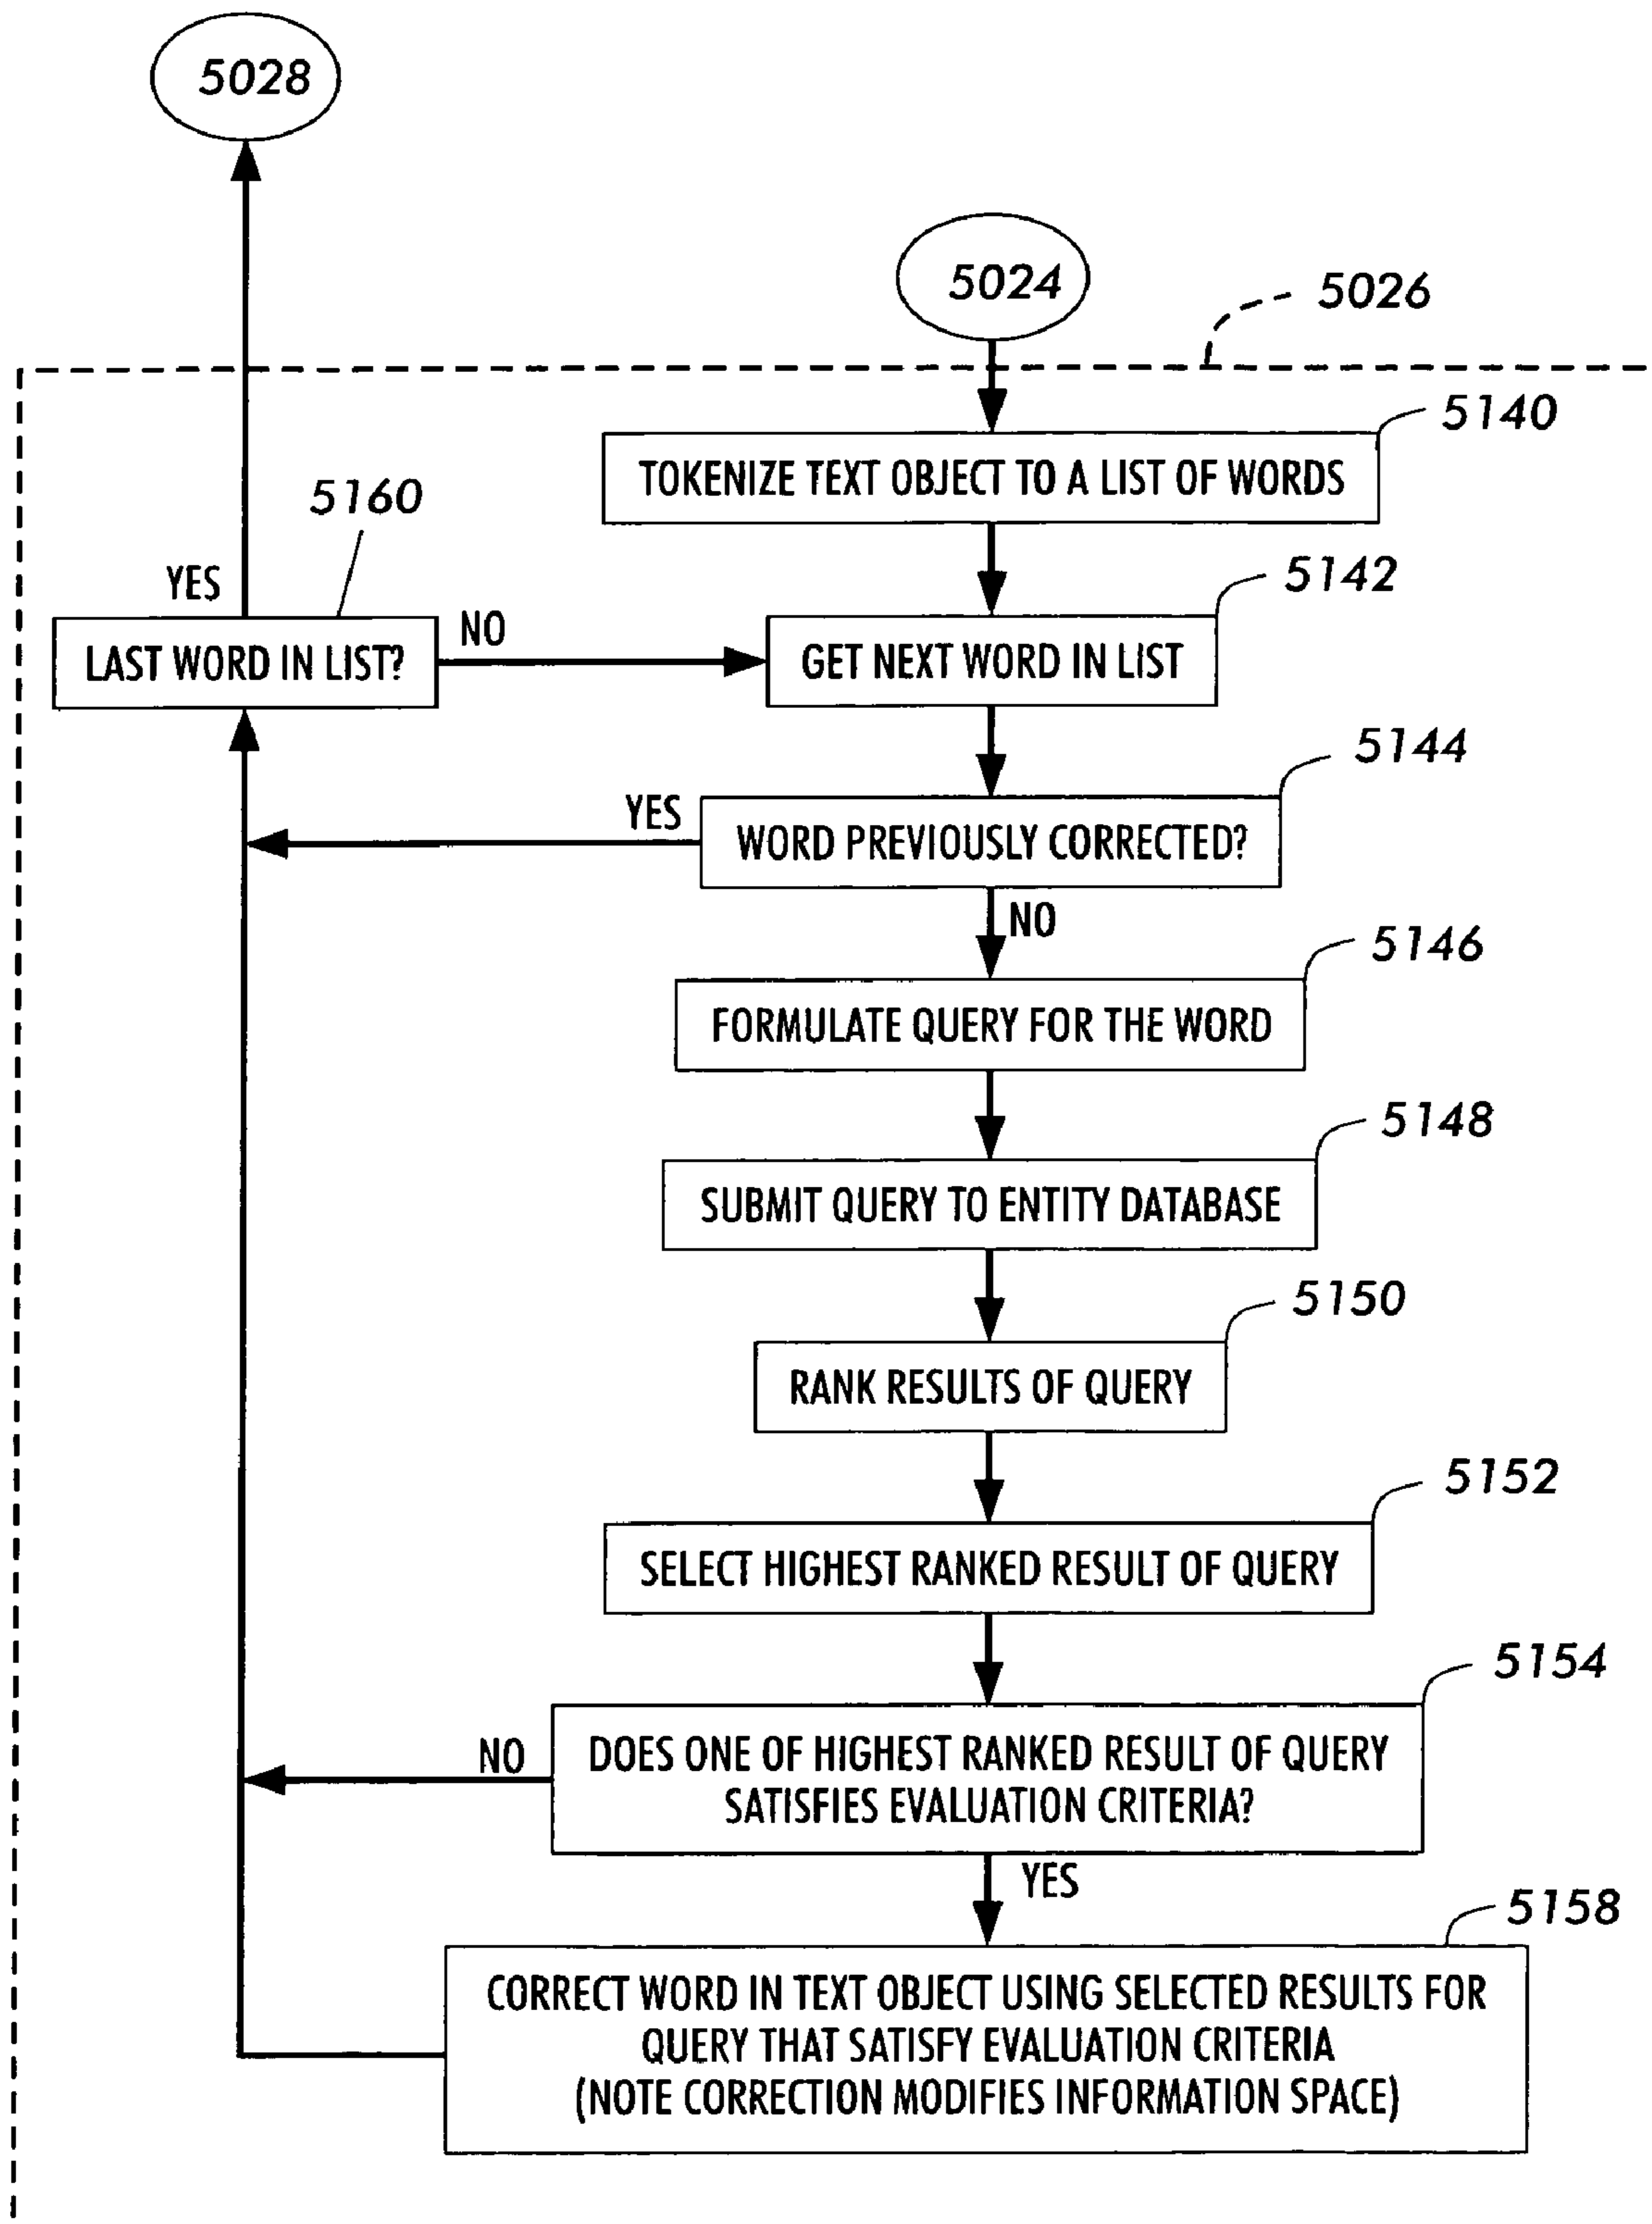 5028
5024
5026
5140
TOKENIZE TEXT OBJECT TO A LIST OF WORDS
5160
YES
5142
LAST WORD IN LIST?
NO
GET NEXT WORD IN LIST
5144
YES
WORD PREVIOUSLY CORRECTED?
NO
5146
FORMULATE QUERY FOR THE WORD
5148
SUBMIT QUERY TO ENTITY DATABASE
5150
RANK RESULTS OF QUERY
5152
SELECT HIGHEST RANKED RESULT OF QUERY
5154
NO
DOES ONE OF HIGHEST RANKED RESULT OF QUERY
SATISFIES EVALUATION CRITERIA?
YES
5158
CORRECT WORD IN TEXT OBJECT USING SELECTED RESULTS FOR
QUERY THAT SATISFY EVALUATION CRITERIA
(NOTE CORRECTION MODIFIES INFORMATION SPACE)